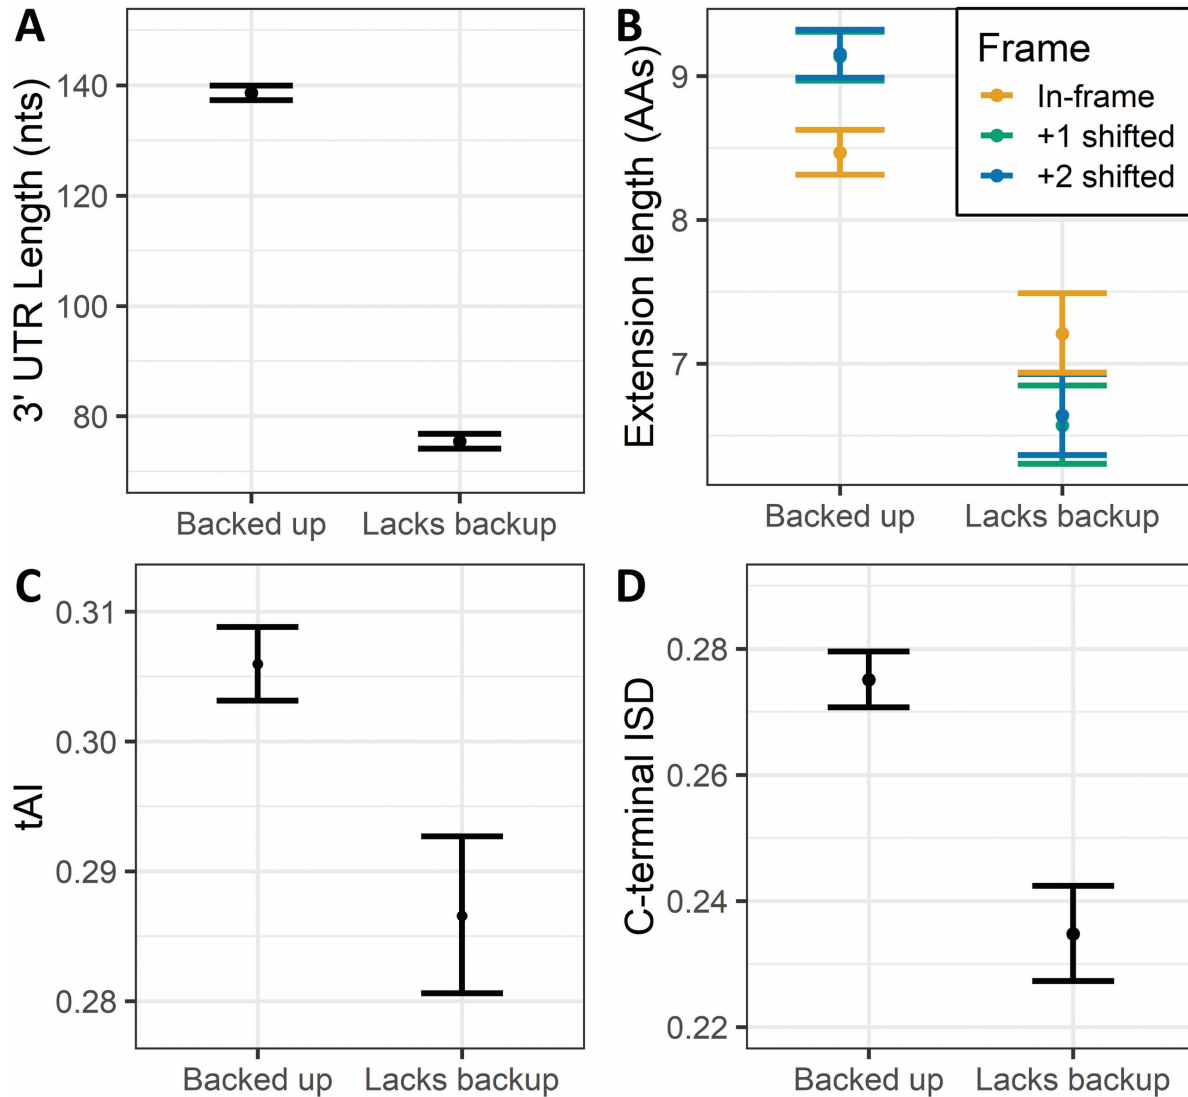 A
3' UTR Length (nts)
140
120
100
80
Backed up
Lacks backup
B
Extension length (AAs)
9
8
7
Frame
In-frame
+1 shifted
+2 shifted
Backed up
Lacks backup
C
tAI
0.31
0.30
0.29
0.28
Backed up
Lacks backup
D
C-terminal ISD
0.28
0.26
0.24
0.22
Backed up
Lacks backup